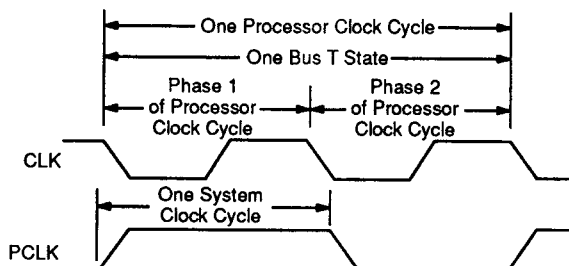 One Processor Clock Cycle
One Bus T State
Phase 1
of Processor
Clock Cycle
Phase 2
of Processor
Clock Cycle
CLK
One System
Clock Cycle
PCLK